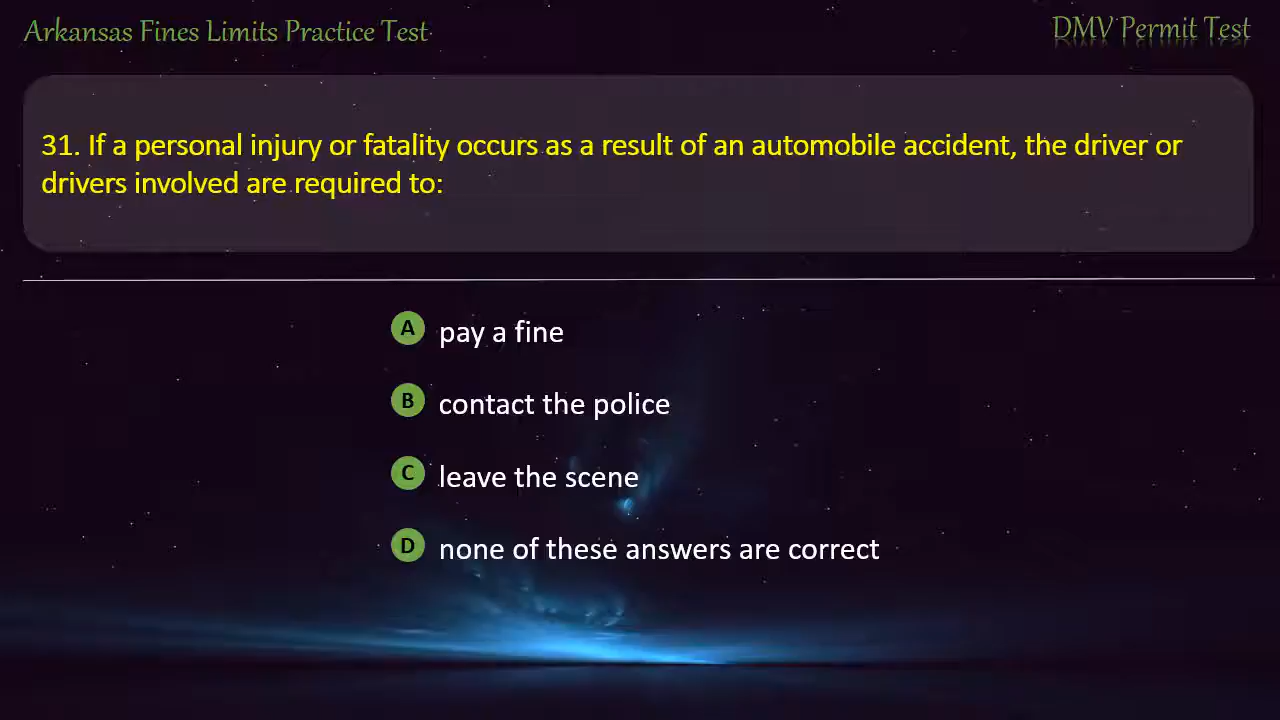 Arkansas Fines Limits Practice Test
DMV Permit Test
31. If a personal injury or fatality occurs as a result of an automobile accident, the driver or
drivers involved are required to:
A pay a fine
B contact the police
C leave the scene
D none of these answers are correct